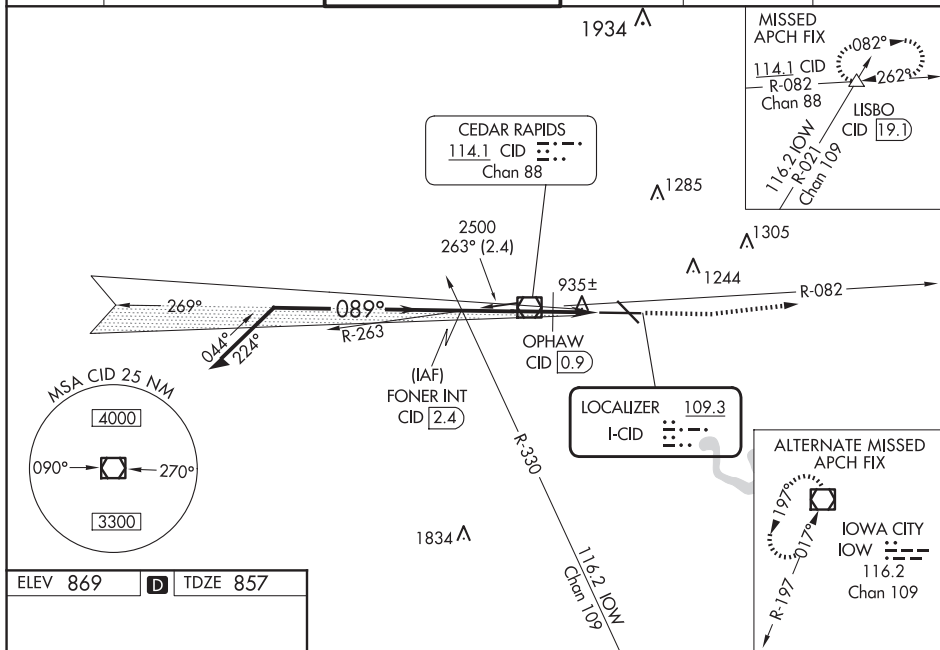 1934
MISSED
APCH FIX
082°
114.1 CID
R-082
Chan 88
262°
LISBO
CID 19.1
116.2 IOW
R-021
Chan 109
CEDAR RAPIDS
114.1 CID
Chan 88
1285
2500
263° (2.4)
1305
1244
935±
R-082
269°
089°
R-263
044°
224°
OPHAW
CID 0.9
(IAF)
FONER INT
CID 2.4
LOCALIZER 109.3
I-CID
MSA CID 25 NM
4000
090°
270°
3300
R-330
116.2 IOW
Chan 109
1834
ALTERNATE MISSED
APCH FIX
197°
017°
R-197
IOWA CITY
IOW
116.2
Chan 109
ELEV 869 D TDZE 857